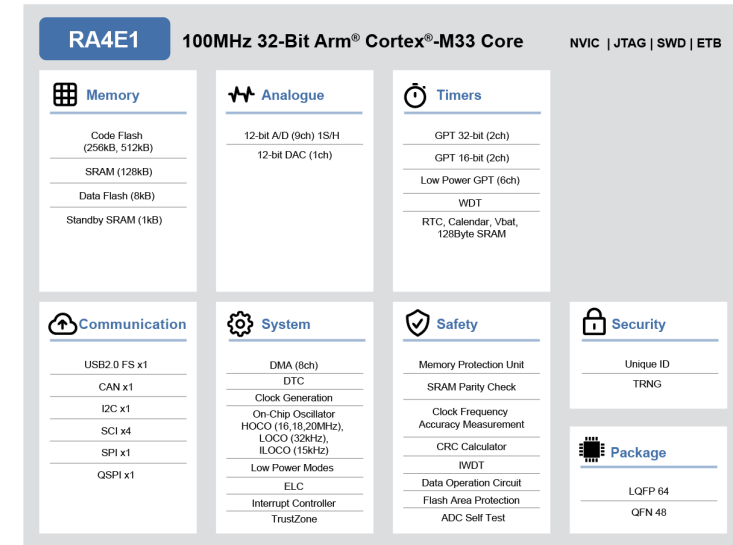 RA4E1
100MHz 32-Bit Arm® Cortex®-M33 Core
NVIC | JTAG | SWD | ETB
Memory
Code Flash
(256kB, 512kB)
SRAM (128kB)
Data Flash (8kB)
Standby SRAM (1kB)
Analogue
12-bit A/D (9ch) 1S/H
12-bit DAC (1ch)
Timers
GPT 32-bit (2ch)
GPT 16-bit (2ch)
Low Power GPT (6ch)
WDT
RTC, Calendar, Vbat,
128Byte SRAM
Communication
USB2.0 FS x1
CAN x1
I2C x1
SCI x4
SPI x1
QSPI x1
System
DMA (8ch)
DTC
Clock Generation
On-Chip Oscillator
HOCO (16,18,20MHz),
LOCO (32kHz),
ILOCO (15kHz)
Low Power Modes
ELC
Interrupt Controller
TrustZone
Safety
Memory Protection Unit
SRAM Parity Check
Clock Frequency
Accuracy Measurement
CRC Calculator
IWDT
Data Operation Circuit
Flash Area Protection
ADC Self Test
Security
Unique ID
TRNG
Package
LQFP 64
QFN 48